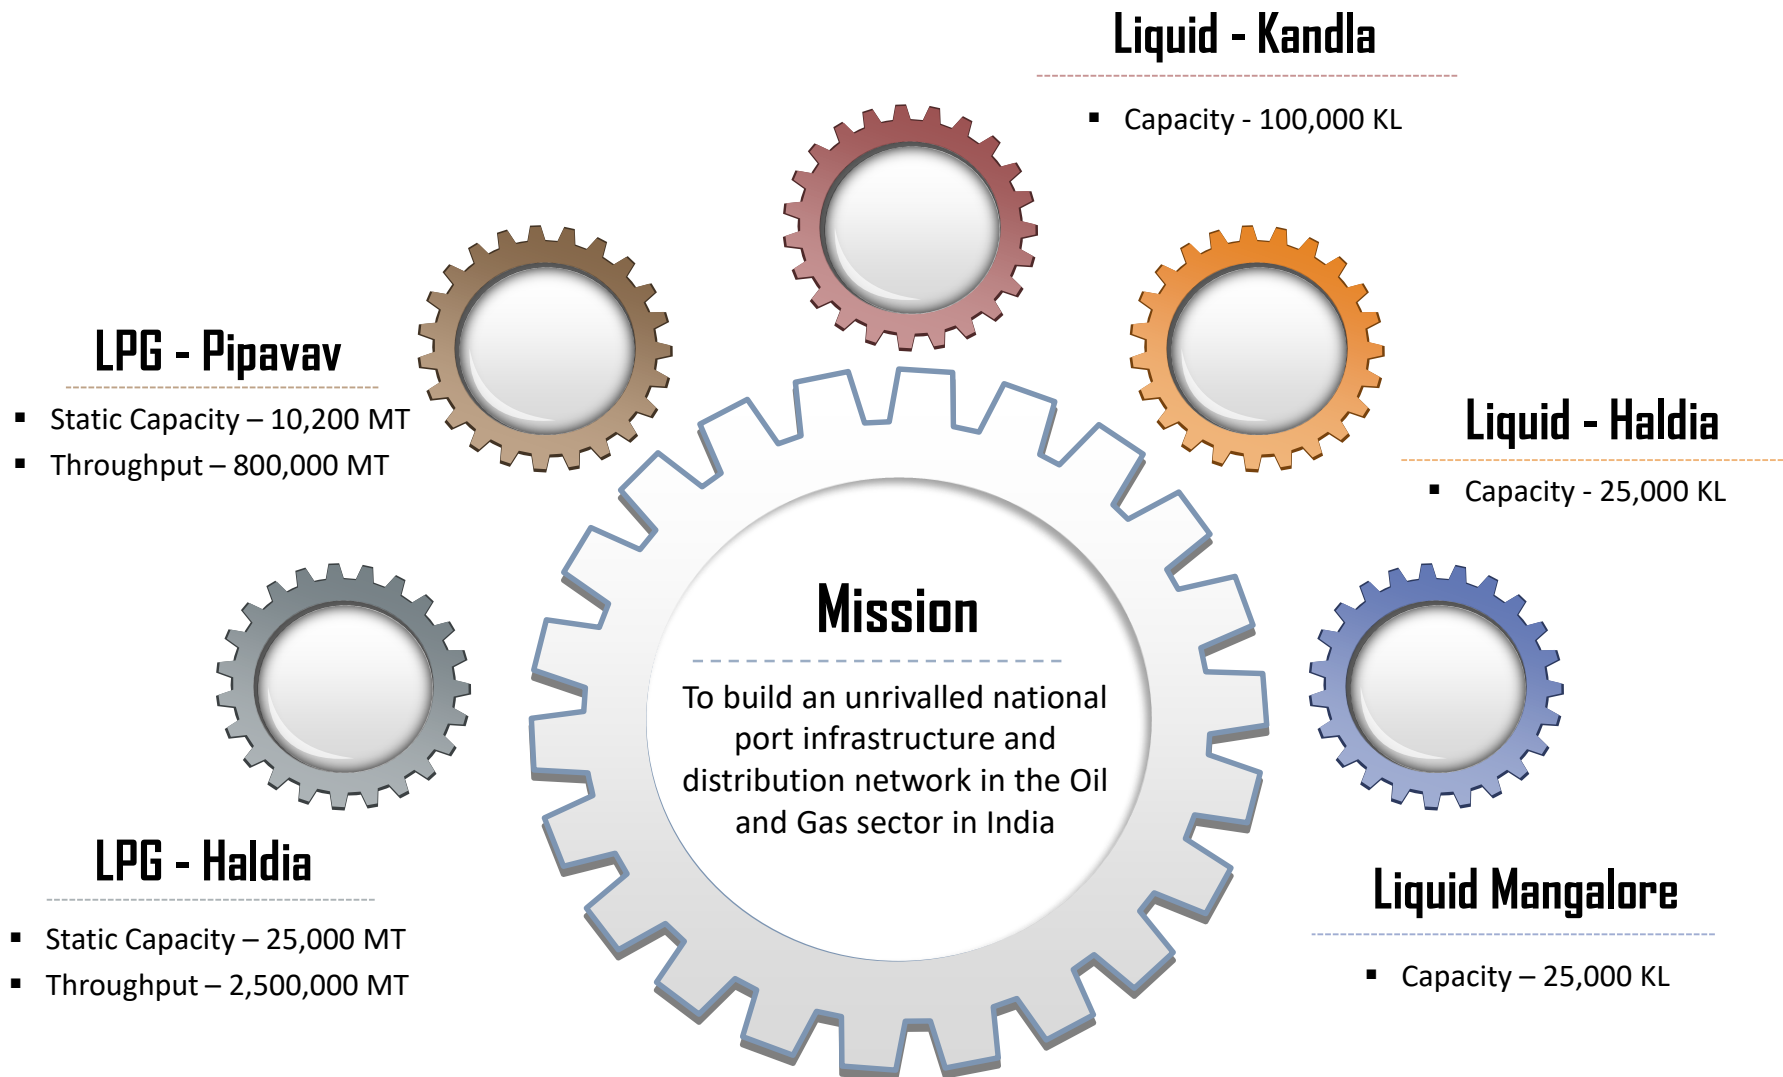 Liquid - Kandla
▪ Capacity - 100,000 KL
LPG - Pipavav
▪ Static Capacity – 10,200 MT
▪ Throughput – 800,000 MT
Liquid - Haldia
▪ Capacity - 25,000 KL
Mission
To build an unrivalled national
port infrastructure and
distribution network in the Oil
and Gas sector in India
LPG - Haldia
▪ Static Capacity – 25,000 MT
▪ Throughput – 2,500,000 MT
Liquid Mangalore
▪ Capacity – 25,000 KL